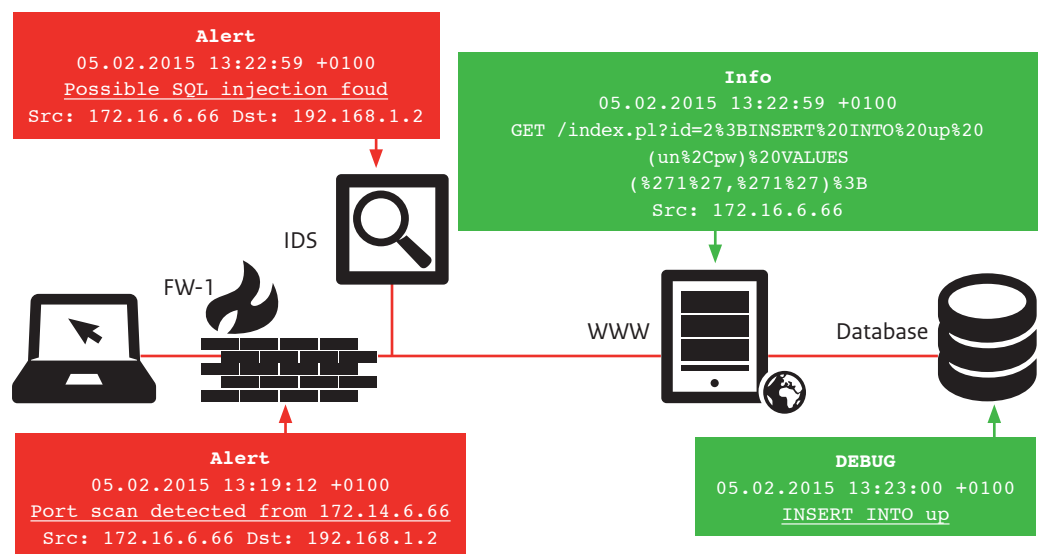 Alert
05.02.2015 13:22:59 +0100
Possible SQL injection foud
Src: 172.16.6.66 Dst: 192.168.1.2
Info
05.02.2015 13:22:59 +0100
GET /index.pl?id=2%3BINSERT%20INTO%20up%20
(un%2Cpw)%20VALUES
(%271%27,%271%27)%3B
Src: 172.16.6.66
IDS
FW-1
WWW
Database
Alert
05.02.2015 13:19:12 +0100
Port scan detected from 172.14.6.66
Src: 172.16.6.66 Dst: 192.168.1.2
DEBUG
05.02.2015 13:23:00 +0100
INSERT INTO up